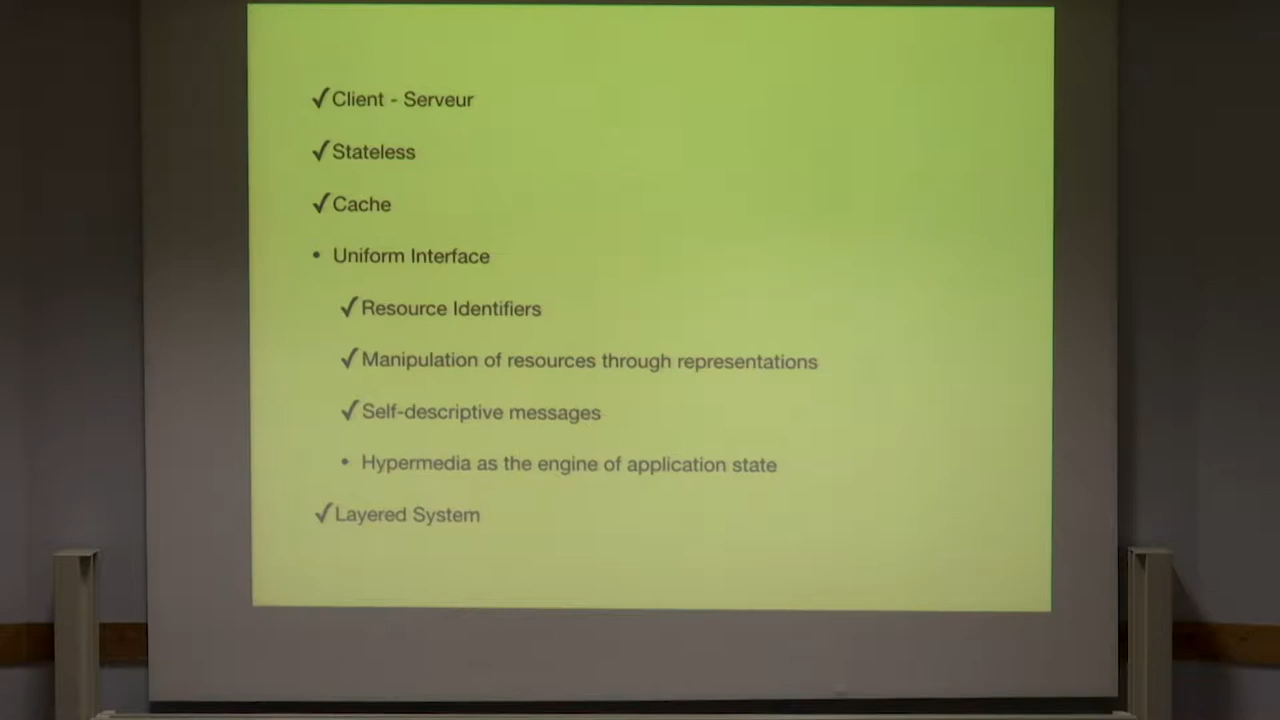 ✓Client - Serveur
✓Stateless
✓Cache
• Uniform Interface
✓Resource Identifiers
✓Manipulation of resources through representations
✓Self-descriptive messages
• Hypermedia as the engine of application state
✓Layered System